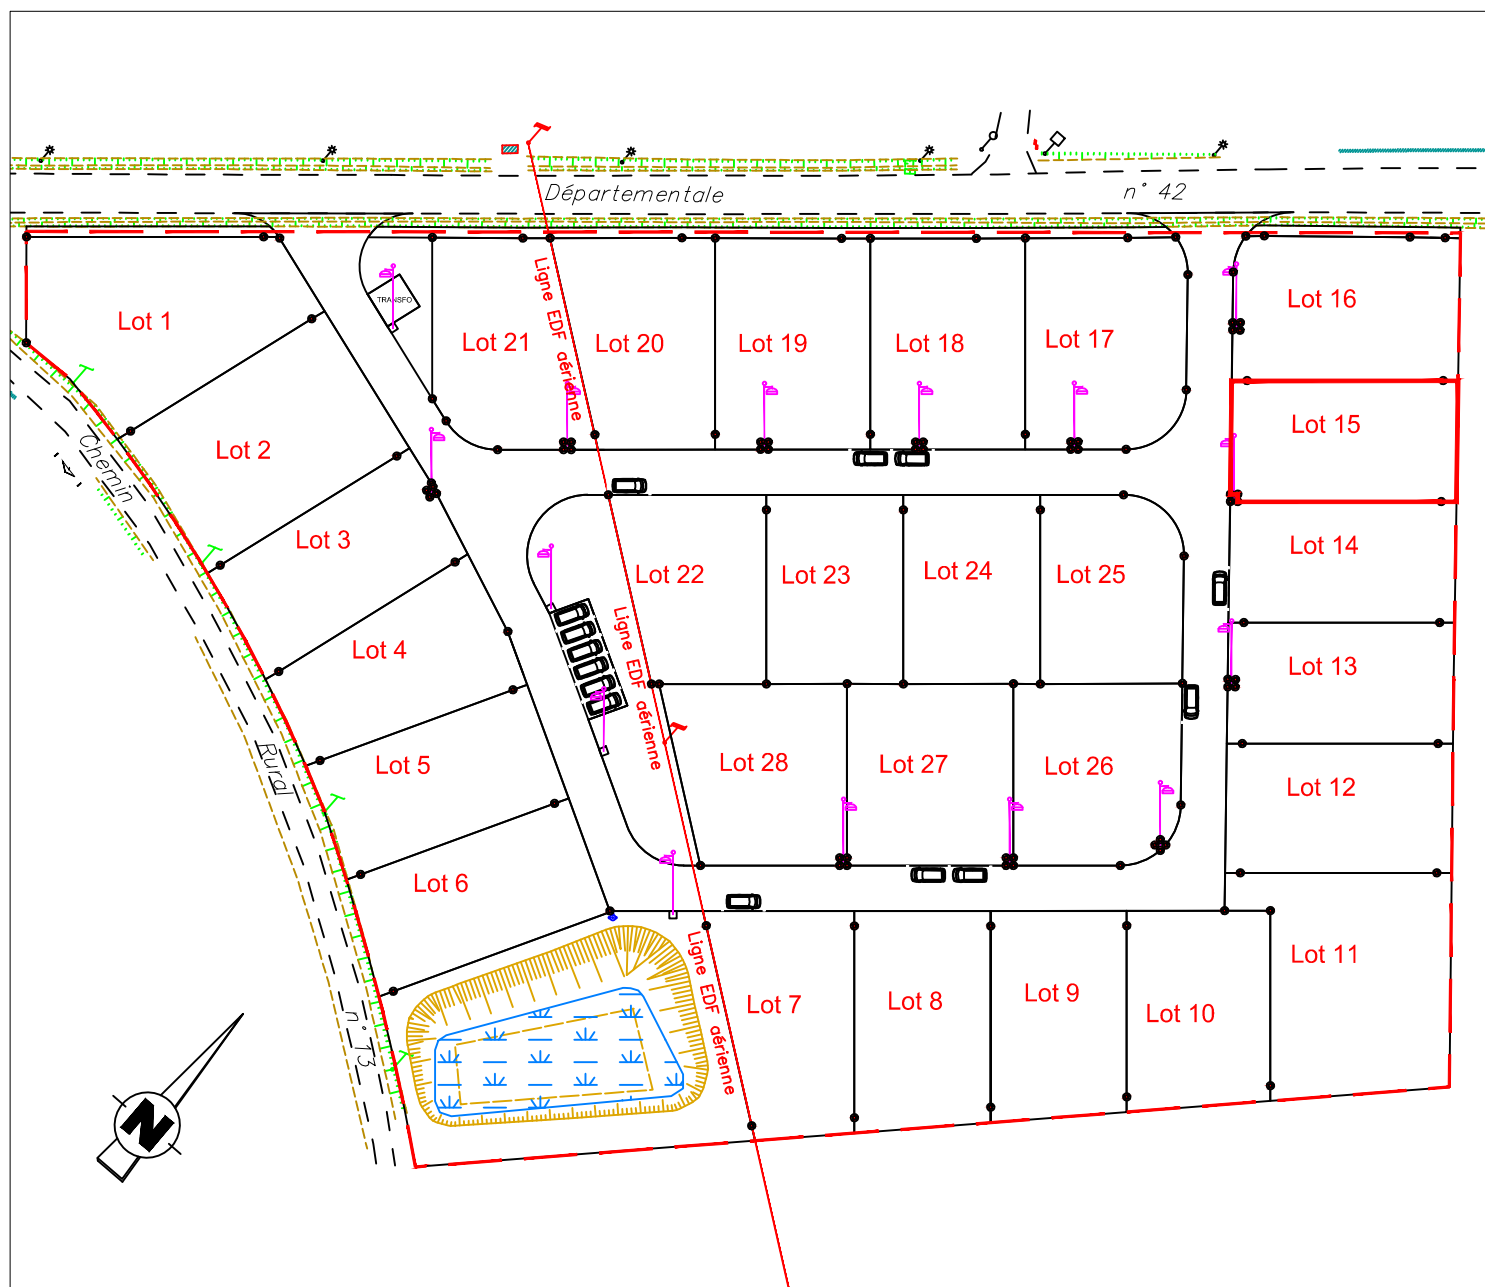 Départementale
n° 42
Lot 1
TRANSFO
Lot 21
Ligne EDF aérienne
Lot 20
Lot 19
Lot 18
Lot 17
Lot 16
Lot 2
Lot 15
Chemin
Lot 3
Lot 22
Lot 23
Lot 24
Lot 25
Lot 14
Lot 4
Ligne EDF aérienne
Lot 13
Rural
Lot 5
Lot 28
Lot 27
Lot 26
Lot 12
Lot 6
Ligne EDF aérienne
Lot 7
Lot 8
Lot 9
Lot 10
Lot 11
n° 13
N